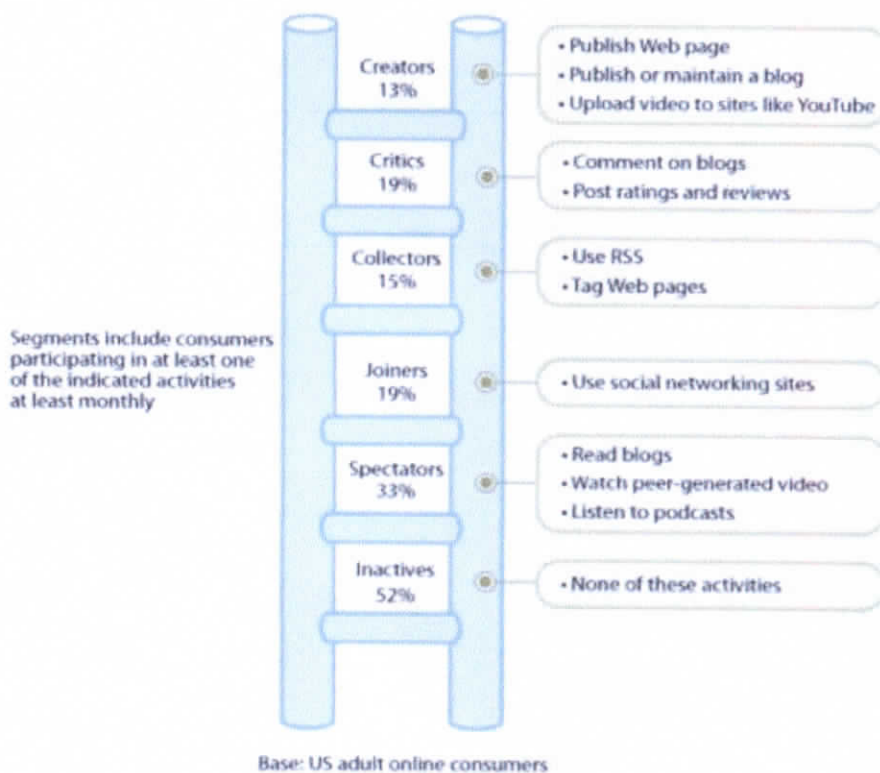 Creators
13%
• Publish Web page
• Publish or maintain a blog
• Upload video to sites like YouTube
Critics
19%
• Comment on blogs
• Post ratings and reviews
Collectors
15%
• Use RSS
• Tag Web pages
Segments include consumers
participating in at least one
of the indicated activities
at least monthly
Joiners
19%
• Use social networking sites
Spectators
33%
• Read blogs
• Watch peer-generated video
• Listen to podcasts
Inactives
52%
• None of these activities
Base: US adult online consumers